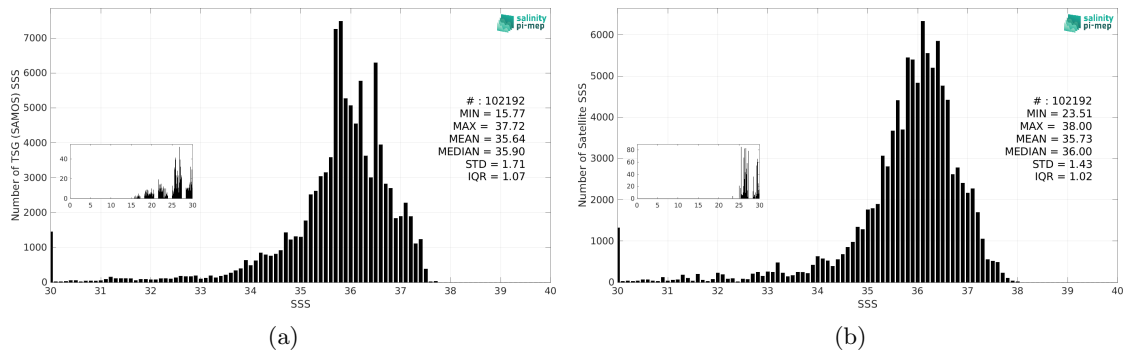 salinity
pi-mep
Number of TSG (SAMOS) SSS
7000
6000
5000
4000
3000
2000
1000
0
# : 102192
MIN = 15.77
MAX = 37.72
MEAN = 35.64
MEDIAN = 35.90
STD = 1.71
IQR = 1.07
40
20
0
0 5 10 15 20 25 30
30 31 32 33 34 35 36 37 38 39 40
SSS
(a)
salinity
pi-mep
Number of Satellite SSS
6000
5000
4000
3000
2000
1000
0
# : 102192
MIN = 23.51
MAX = 38.00
MEAN = 35.73
MEDIAN = 36.00
STD = 1.43
IQR = 1.02
80
60
40
20
0
0 5 10 15 20 25 30
30 31 32 33 34 35 36 37 38 39 40
SSS
(b)